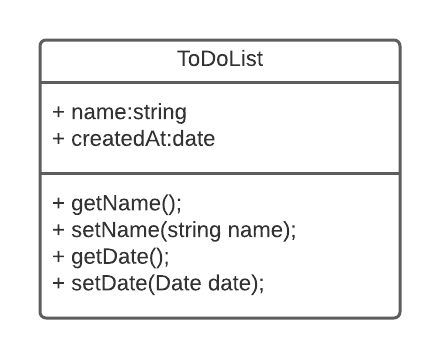 ToDoList
+ name:string
+ createdAt:date
+ getName();
+ setName(string name);
+ getDate();
+ setDate(Date date);